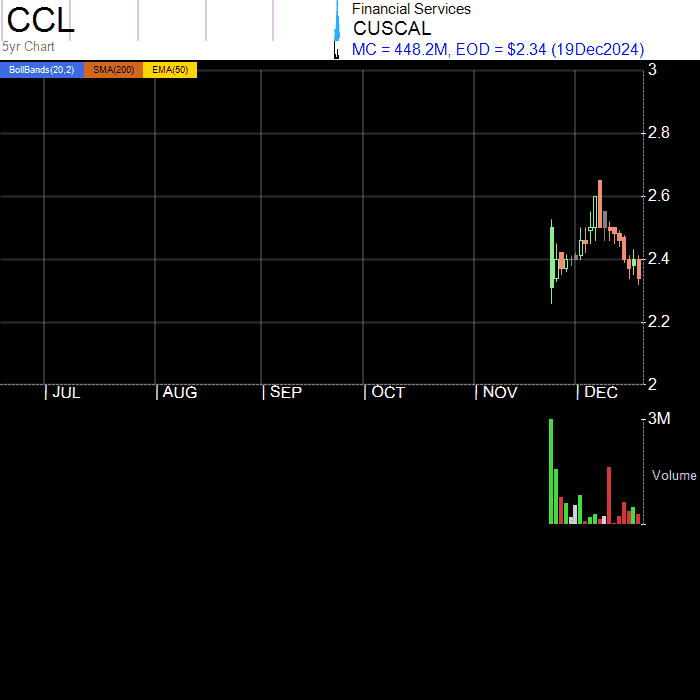 CCL
5yr Chart
Financial Services
CUSCAL
MC = 448.2M, EOD = $2.34 (19Dec2024)
BollBands(20,2) SMA(200) EMA(50)
3
2.8
2.6
2.4
2.2
2
| JUL | AUG | SEP | OCT | NOV | DEC
3M
Volume